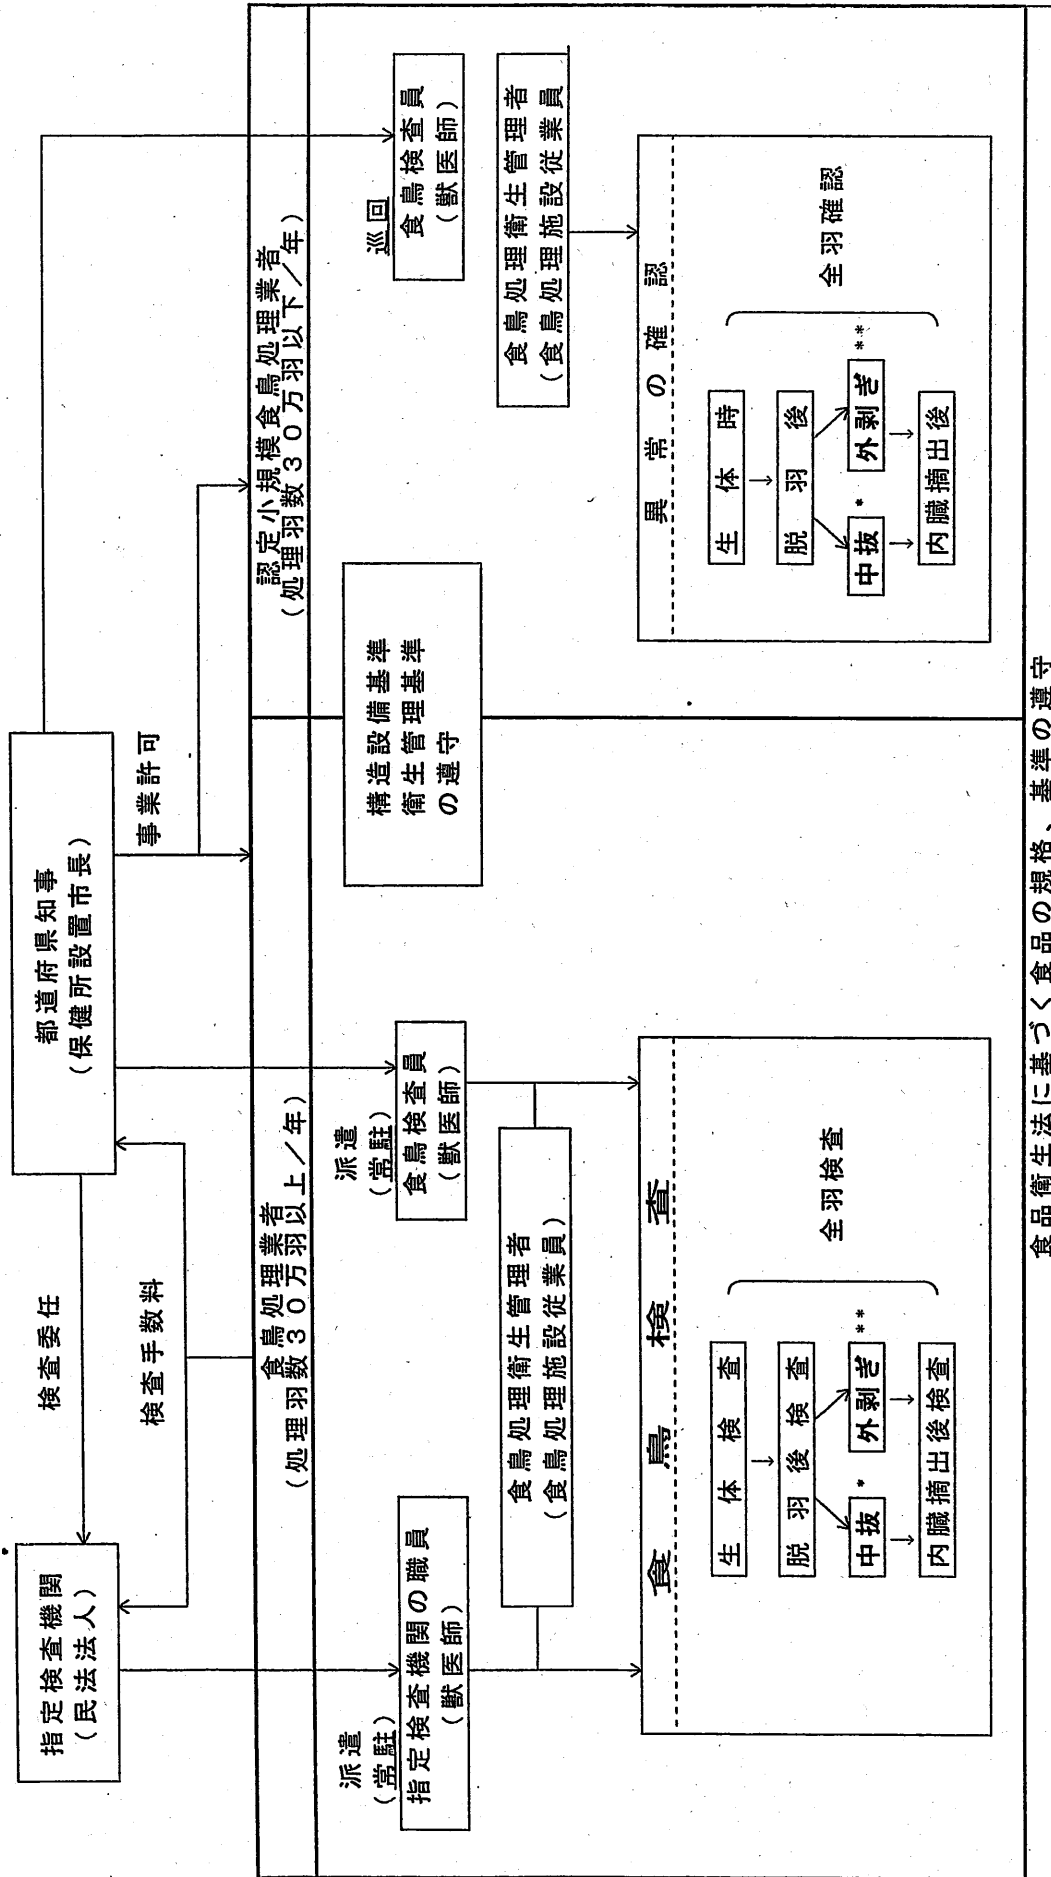 指定検査機関
（民法法人）
検査委任
検査手数料
都道府県知事
（保健所設置市長）
事業許可
食鳥処理業者
（処理羽数３０万羽以上／年）
認定小規模食鳥処理業者
（処理羽数３０万羽以下／年）
派遣
（常駐）
指定検査機関の職員
（獣医師）
派遣
（常駐）
食鳥検査員
（獣医師）
食鳥処理衛生管理者
（食鳥処理施設従業員）
構造設備基準
衛生管理基準
の遵守
巡回
食鳥検査員
（獣医師）
食鳥処理衛生管理者
（食鳥処理施設従業員）
食鳥検査
生体検査
脱羽後検査
中抜 *
外剥ぎ **
内臓摘出後検査
全羽検査
異常の確認
生体時
脱羽後
中抜 *
外剥ぎ **
内臓摘出後
全羽確認
食品衛生法に基づく食品の規格、基準の遵守